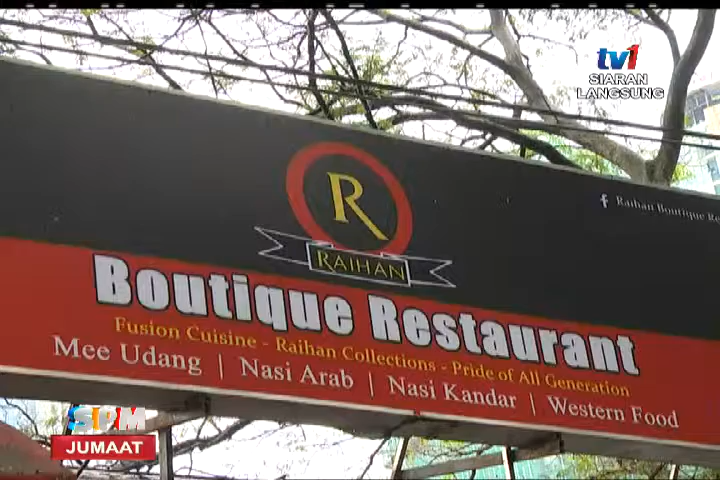 tv1
SIARAN
LANGSUNG
R
RAIHAN
Raihan Boutique Re
Boutique Restaurant
Fusion Cuisine - Raihan Collections - Pride of All Generation
Mee Udang | Nasi Arab | Nasi Kandar | Western Food
SPM
JUMAAT